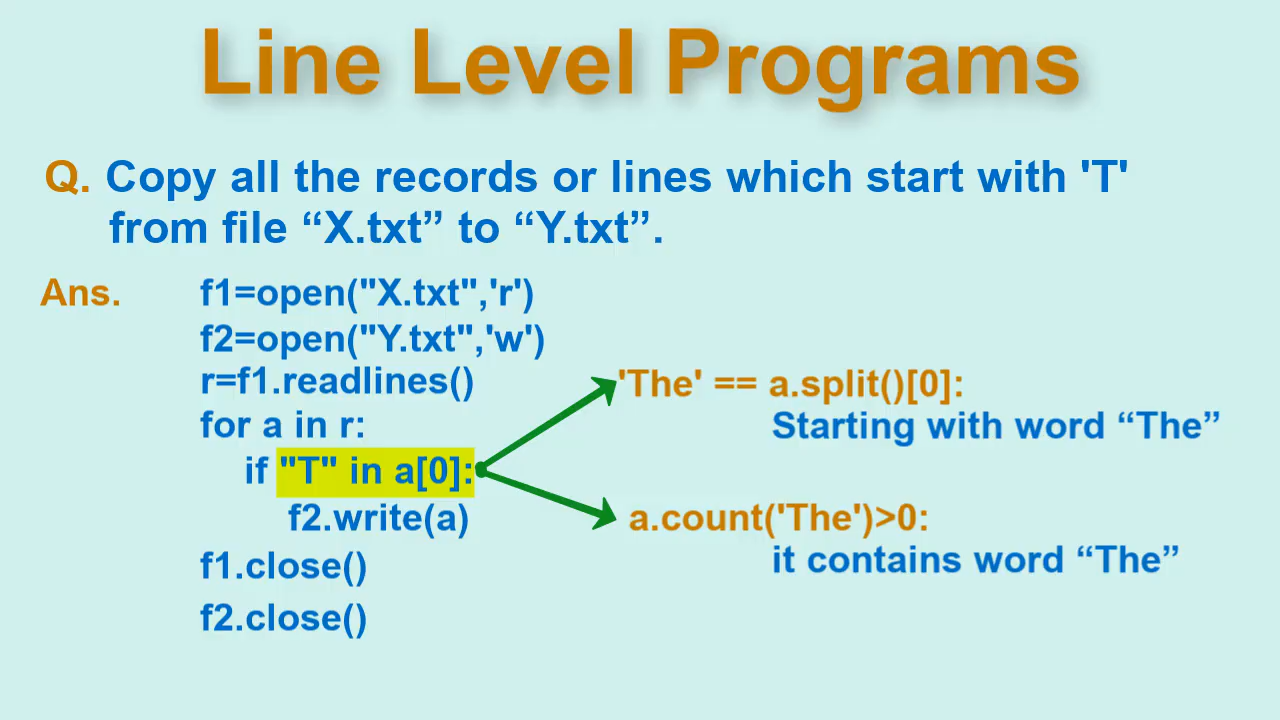 Line Level Programs
Q. Copy all the records or lines which start with 'T'
from file “X.txt” to “Y.txt”.
Ans.
f1=open("X.txt",'r')
f2=open("Y.txt",'w')
r=f1.readlines()
for a in r:
if "T" in a[0]:
f2.write(a)
f1.close()
f2.close()
'The' == a.split()[0]:
Starting with word “The”
a.count('The')>0:
it contains word “The”